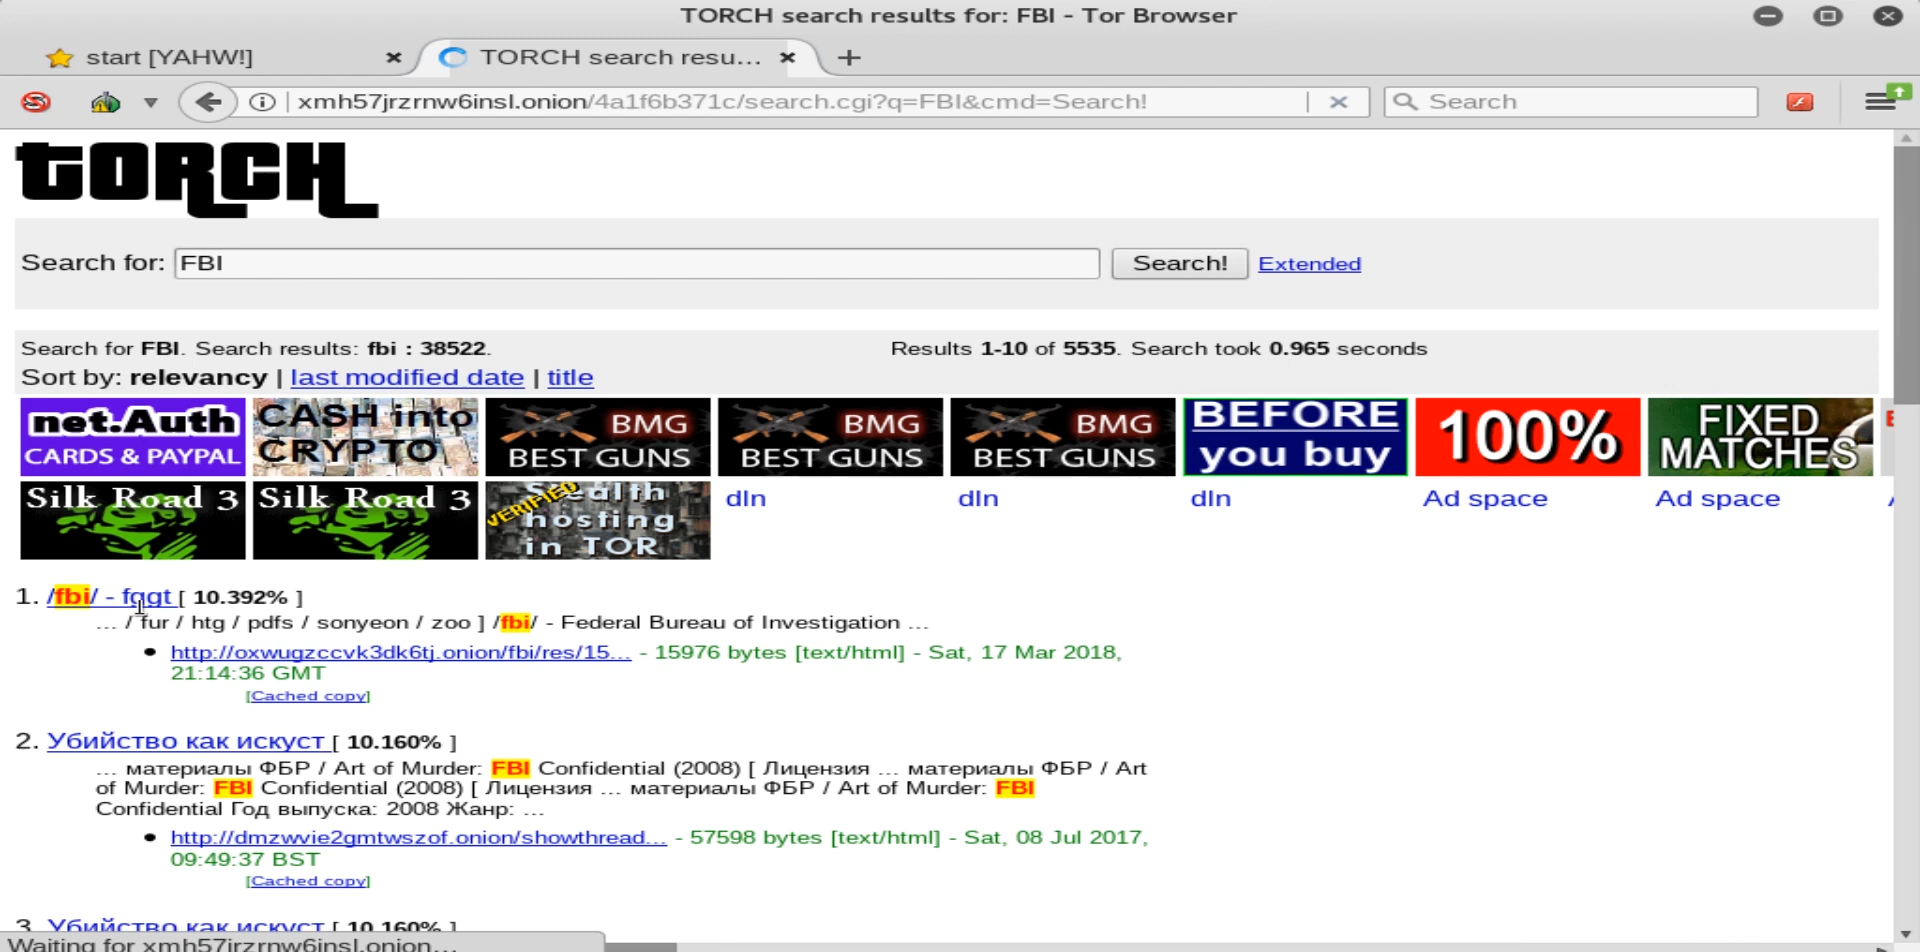 TORCH search results for: FBI - Tor Browser
start [YAHW!]
TORCH search resu...
xmh57jrzrnw6insl.onion/4a1f6b371c/search.cgi?q=FBI&cmd=Search!
Search
TORCH
Search for: FBI Search! Extended
Search for FBI. Search results: fbi : 38522. Results 1-10 of 5535. Search took 0.965 seconds
Sort by: relevancy | last modified date | title
net.Auth
CARDS & PAYPAL
CASH into
CRYPTO
BMG
BEST GUNS
BMG
BEST GUNS
BMG
BEST GUNS
BEFORE
you buy
100%
FIXED
MATCHES
Silk Road 3
Silk Road 3
VERIFIED
Stealth
hosting
in TOR
dln
dln
dln
Ad space
Ad space
1. /fbi/ - fggt [ 10.392% ]
... / fur / htg / pdfs / sonyeon / zoo ] /fbi/ - Federal Bureau of Investigation ...
http://oxwugzccvk3dk6tj.onion/fbi/res/15... - 15976 bytes [text/html] - Sat, 17 Mar 2018,
21:14:36 GMT
[Cached copy]
2. Убийство как искуст [ 10.160% ]
... материалы ФБР / Art of Murder: FBI Confidential (2008) [ Лицензия ... материалы ФБР / Art
of Murder: FBI Confidential (2008) [ Лицензия ... материалы ФБР / Art of Murder: FBI
Confidential Год выпуска: 2008 Жанр: ...
http://dmzwvie2gmtwszof.onion/showthread... - 57598 bytes [text/html] - Sat, 08 Jul 2017,
09:49:37 BST
[Cached copy]
3. Убийство как искуст [ 10.160% ]
Waiting for xmh57jrzrnw6insl.onion...